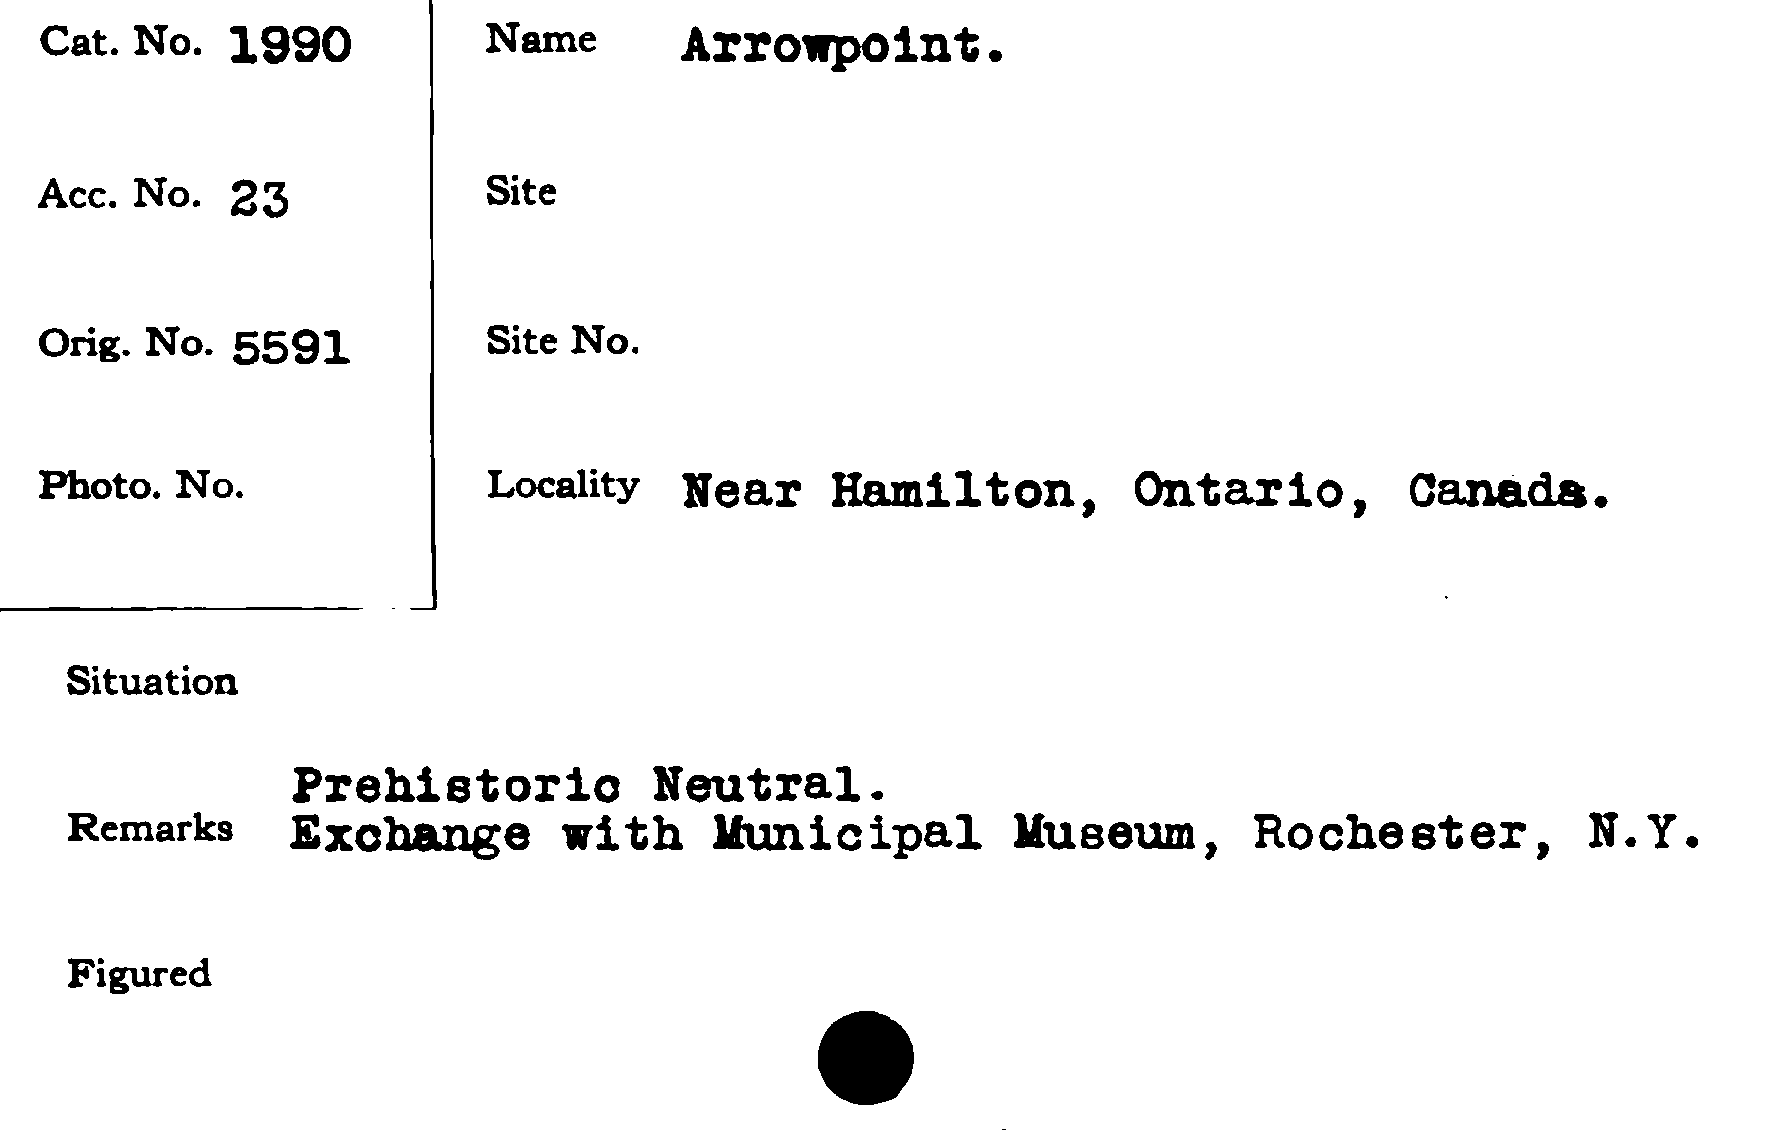 Cat. No. 1990
Name Arrowpoint.
Acc. No. 23
Site
Orig. No. 5591
Site No.
Photo. No.
Locality Near Hamilton, Ontario, Canada.
Situation
Prehistoric Neutral.
Remarks Exchange with Municipal Museum, Rochester, N.Y.
Figured